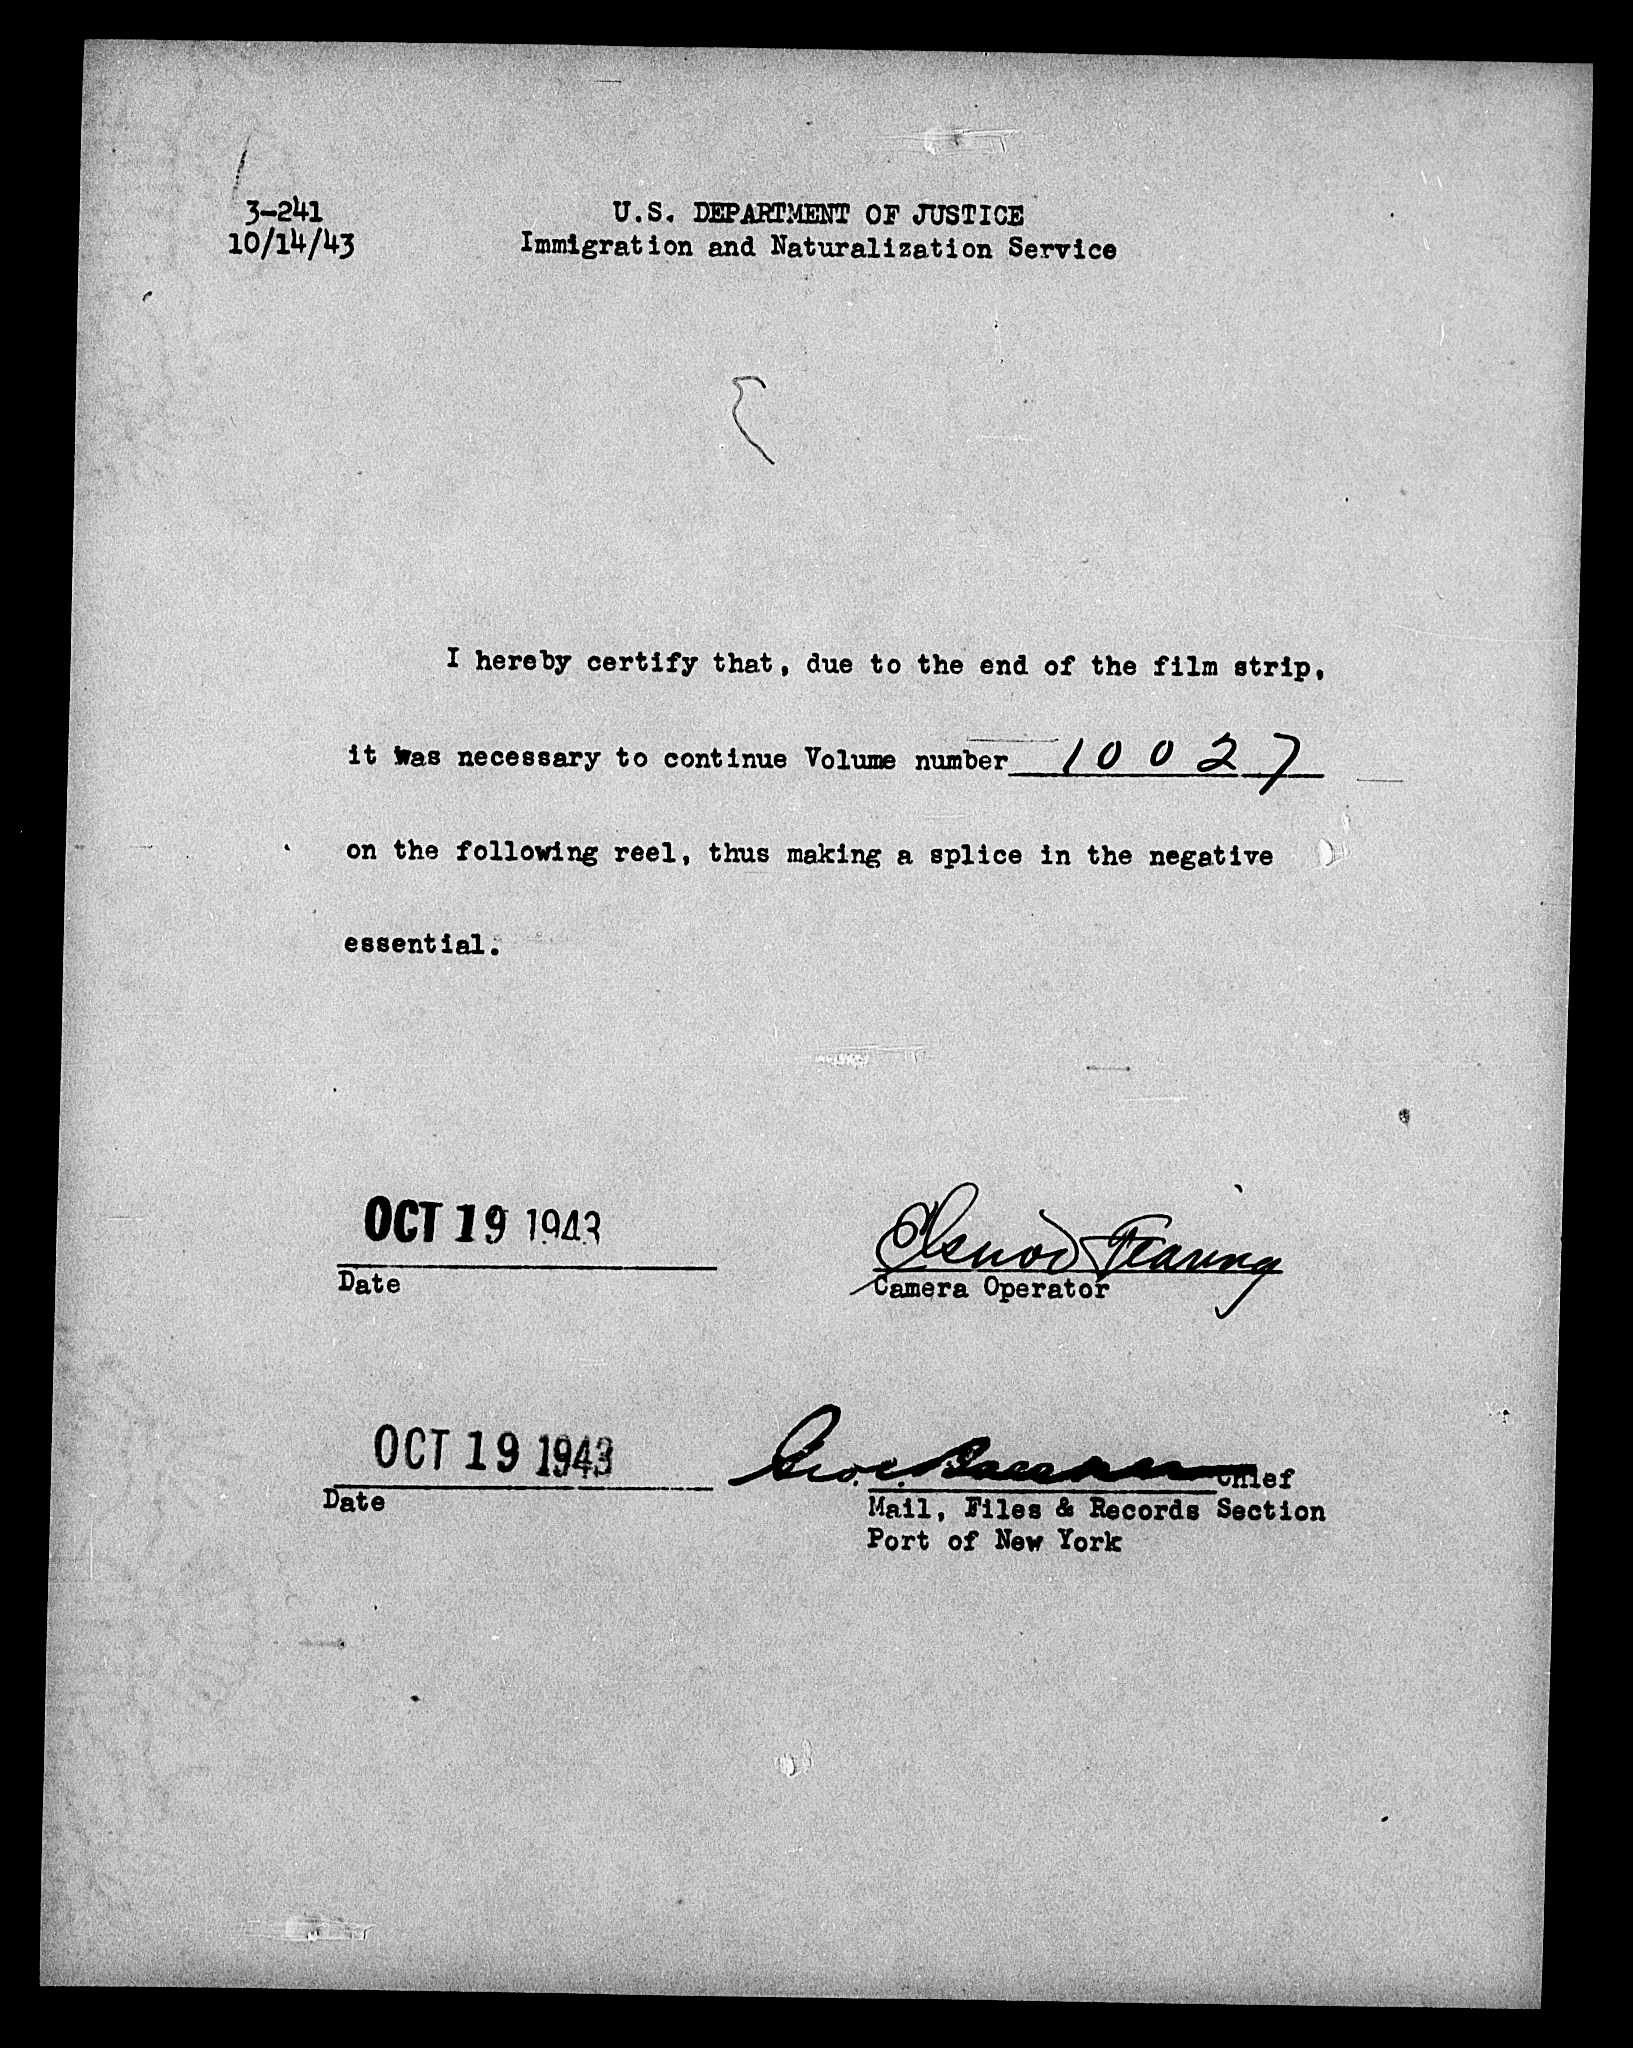 3-241
10/14/43
U.S. DEPARTMENT OF JUSTICE
Immigration and Naturalization Service
I hereby certify that, due to the end of the film strip,
it was necessary to continue Volume number 10027
on the following reel, thus making a splice in the negative
essential.
OCT 19 1943
Date
Fearing
Camera Operator
OCT 19 1943
Date
Geo.
Chief
Mail, Files & Records Section
Port of New York